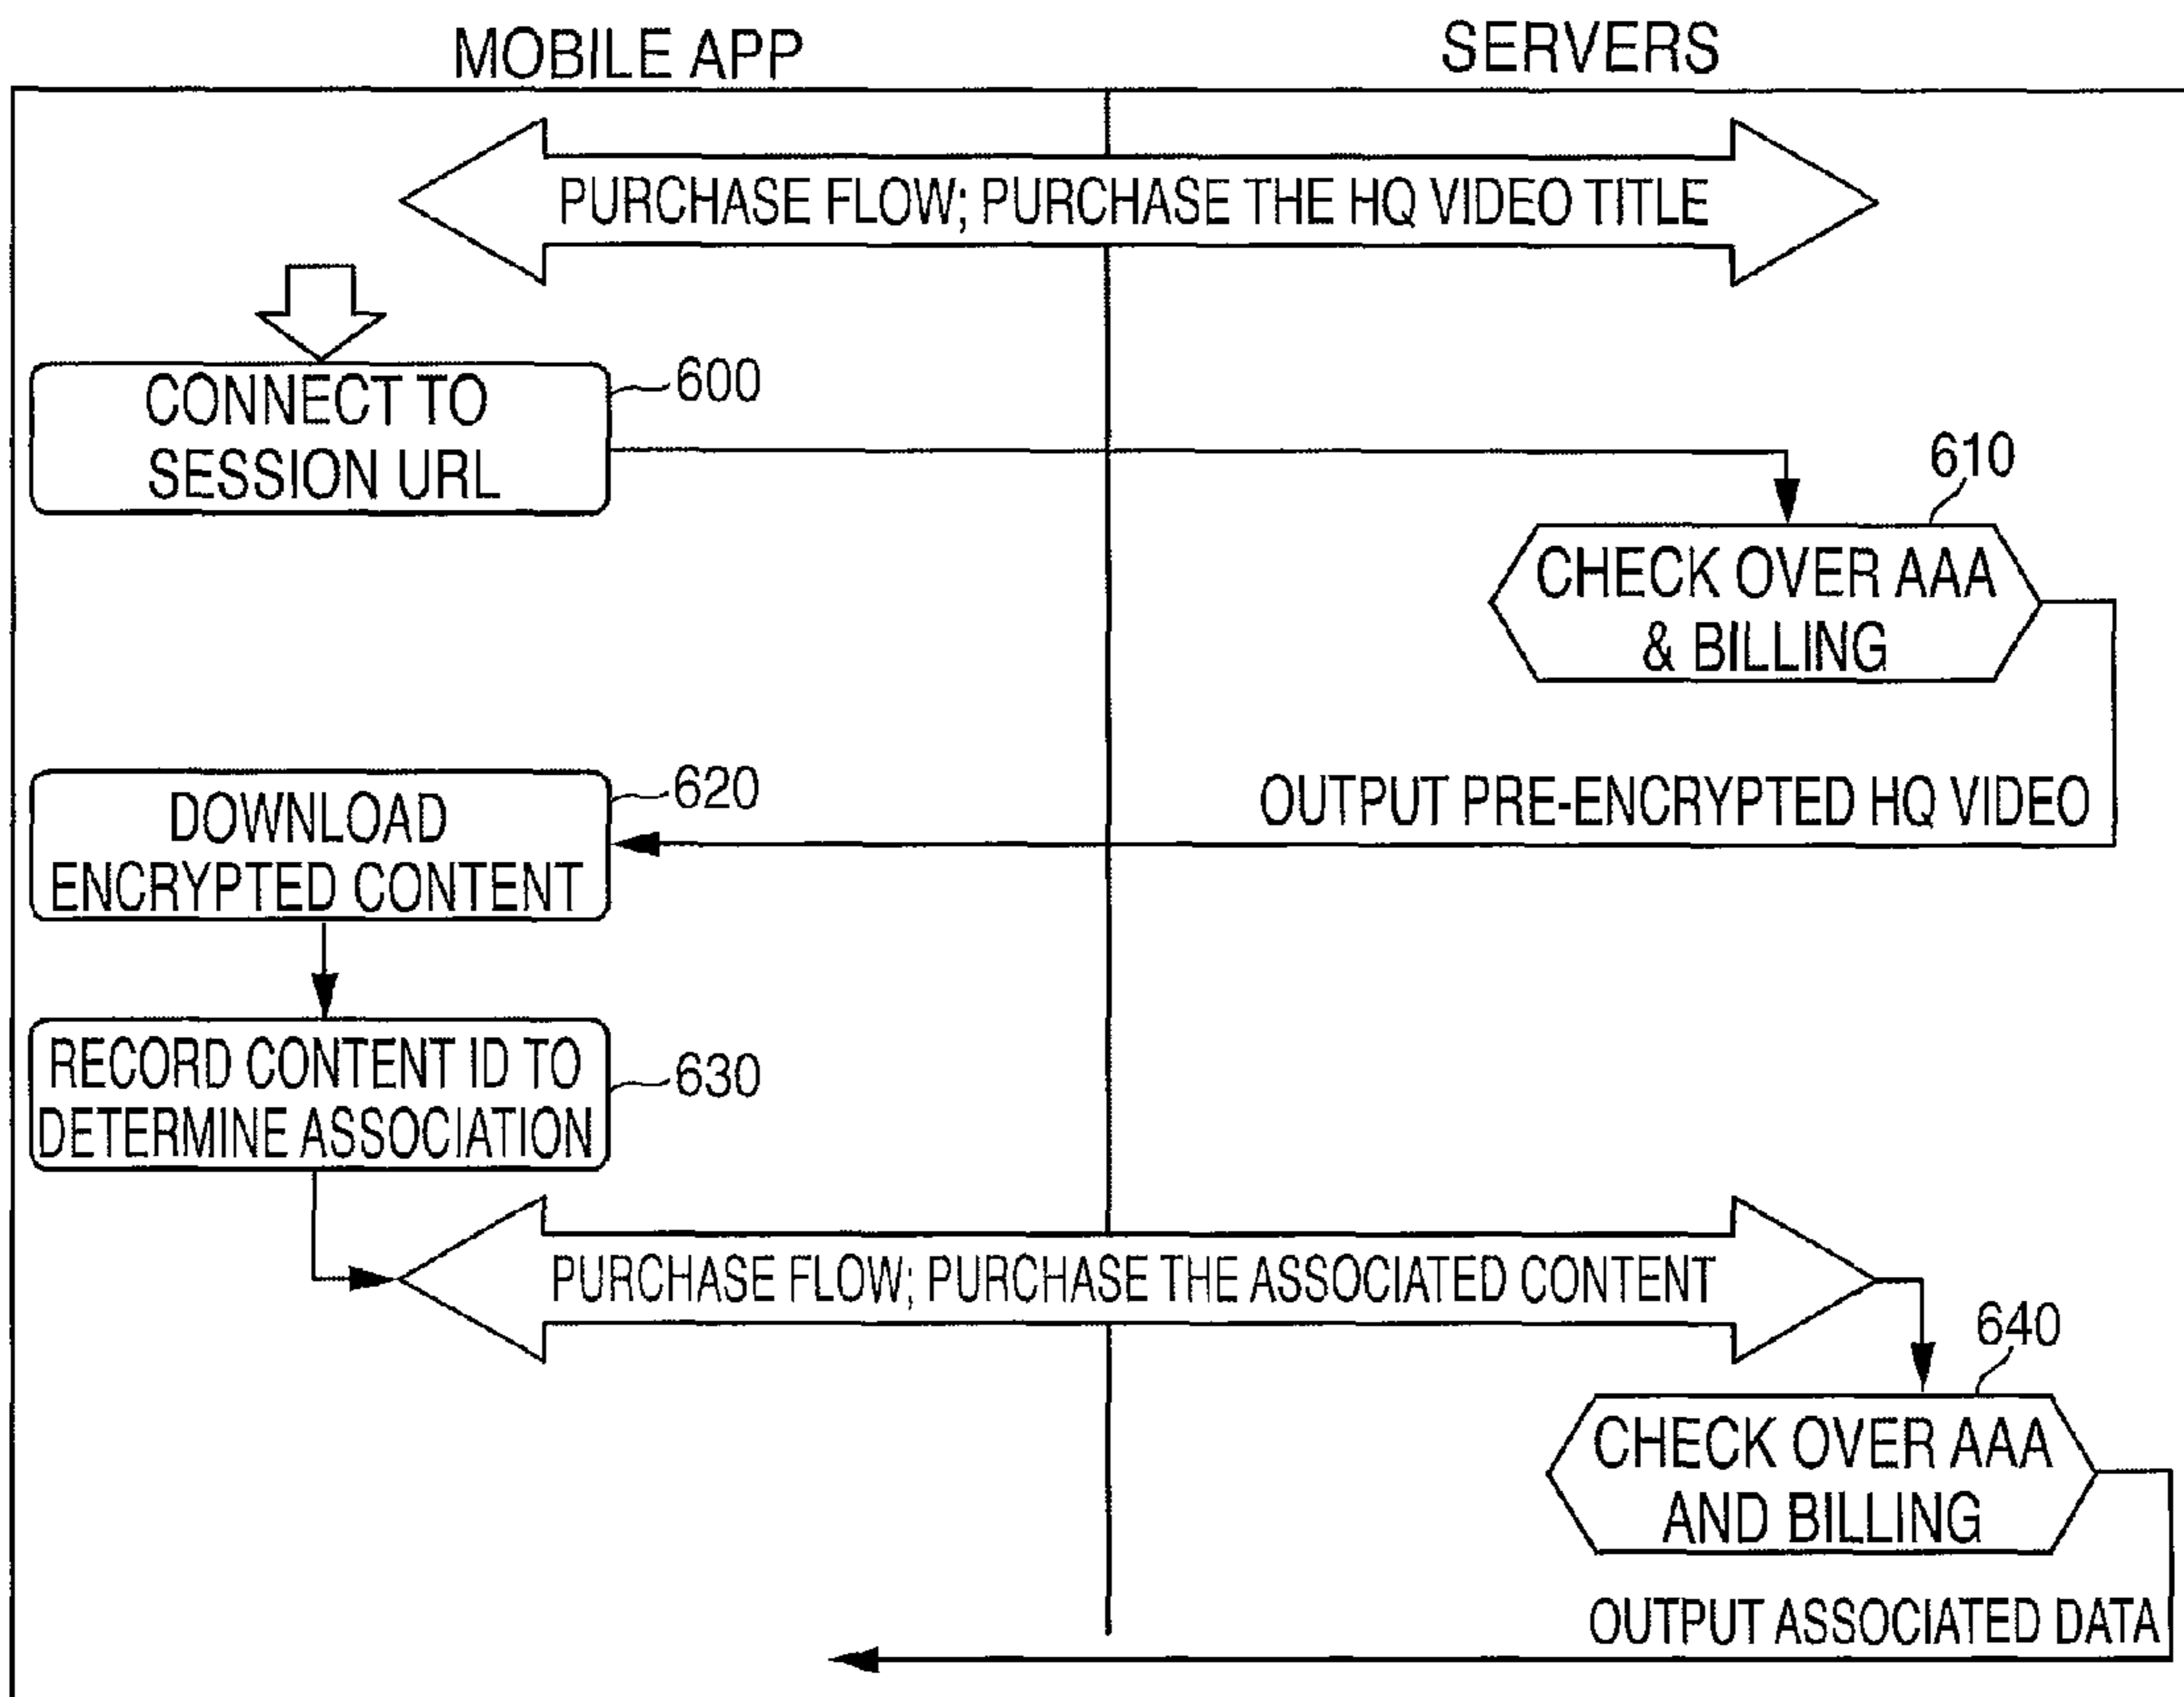 MOBILE APP
SERVERS
PURCHASE FLOW; PURCHASE THE HQ VIDEO TITLE
CONNECT TO
SESSION URL
600
610
CHECK OVER AAA
& BILLING
OUTPUT PRE-ENCRYPTED HQ VIDEO
DOWNLOAD
ENCRYPTED CONTENT
620
RECORD CONTENT ID TO
DETERMINE ASSOCIATION
630
PURCHASE FLOW; PURCHASE THE ASSOCIATED CONTENT
640
CHECK OVER AAA
AND BILLING
OUTPUT ASSOCIATED DATA